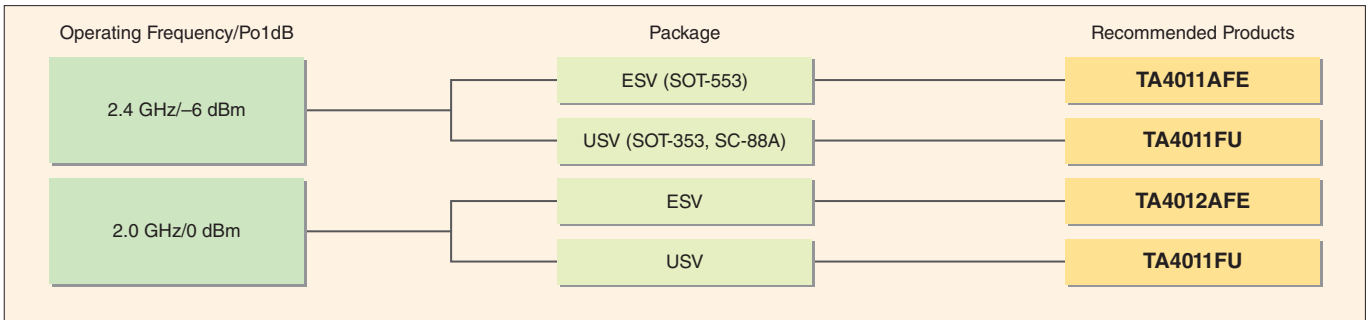 Operating Frequency/Po1dB
Package
Recommended Products
2.4 GHz/–6 dBm
ESV (SOT-553)
TA4011AFE
USV (SOT-353, SC-88A)
TA4011FU
2.0 GHz/0 dBm
ESV
TA4012AFE
USV
TA4011FU